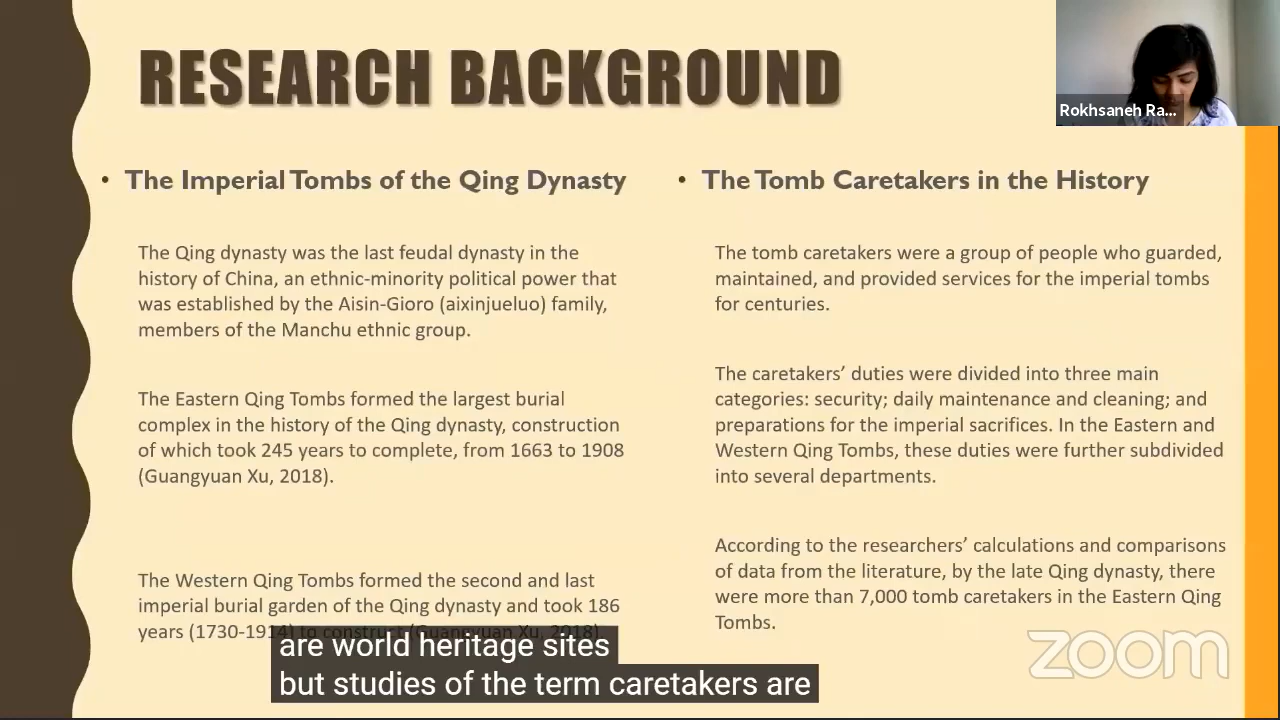 RESEARCH BACKGROUND
Rokhsaneh Ra...
• The Imperial Tombs of the Qing Dynasty
The Qing dynasty was the last feudal dynasty in the
history of China, an ethnic-minority political power that
was established by the Aisin-Gioro (aixinjueluo) family,
members of the Manchu ethnic group.
The Eastern Qing Tombs formed the largest burial
complex in the history of the Qing dynasty, construction
of which took 245 years to complete, from 1663 to 1908
(Guangyuan Xu, 2018).
The Western Qing Tombs formed the second and last
imperial burial garden of the Qing dynasty and took 186
years (1730-1914) to construct (Guangyuan Xu, 2018).
• The Tomb Caretakers in the History
The tomb caretakers were a group of people who guarded,
maintained, and provided services for the imperial tombs
for centuries.
The caretakers’ duties were divided into three main
categories: security; daily maintenance and cleaning; and
preparations for the imperial sacrifices. In the Eastern and
Western Qing Tombs, these duties were further subdivided
into several departments.
According to the researchers’ calculations and comparisons
of data from the literature, by the late Qing dynasty, there
were more than 7,000 tomb caretakers in the Eastern Qing
Tombs.
are world heritage sites
but studies of the term caretakers are
zoom